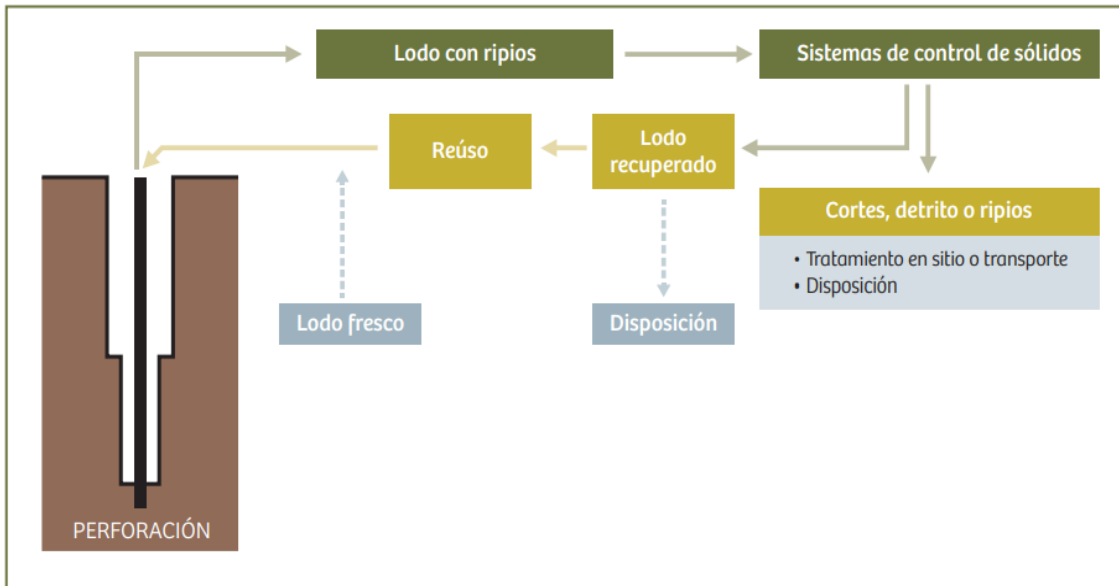 Lodo con ripios
Sistemas de control de sólidos
Reúso
Lodo
recuperado
Cortes, detrito o ripios
• Tratamiento en sitio o transporte
• Disposición
Lodo fresco
Disposición
PERFORACIÓN